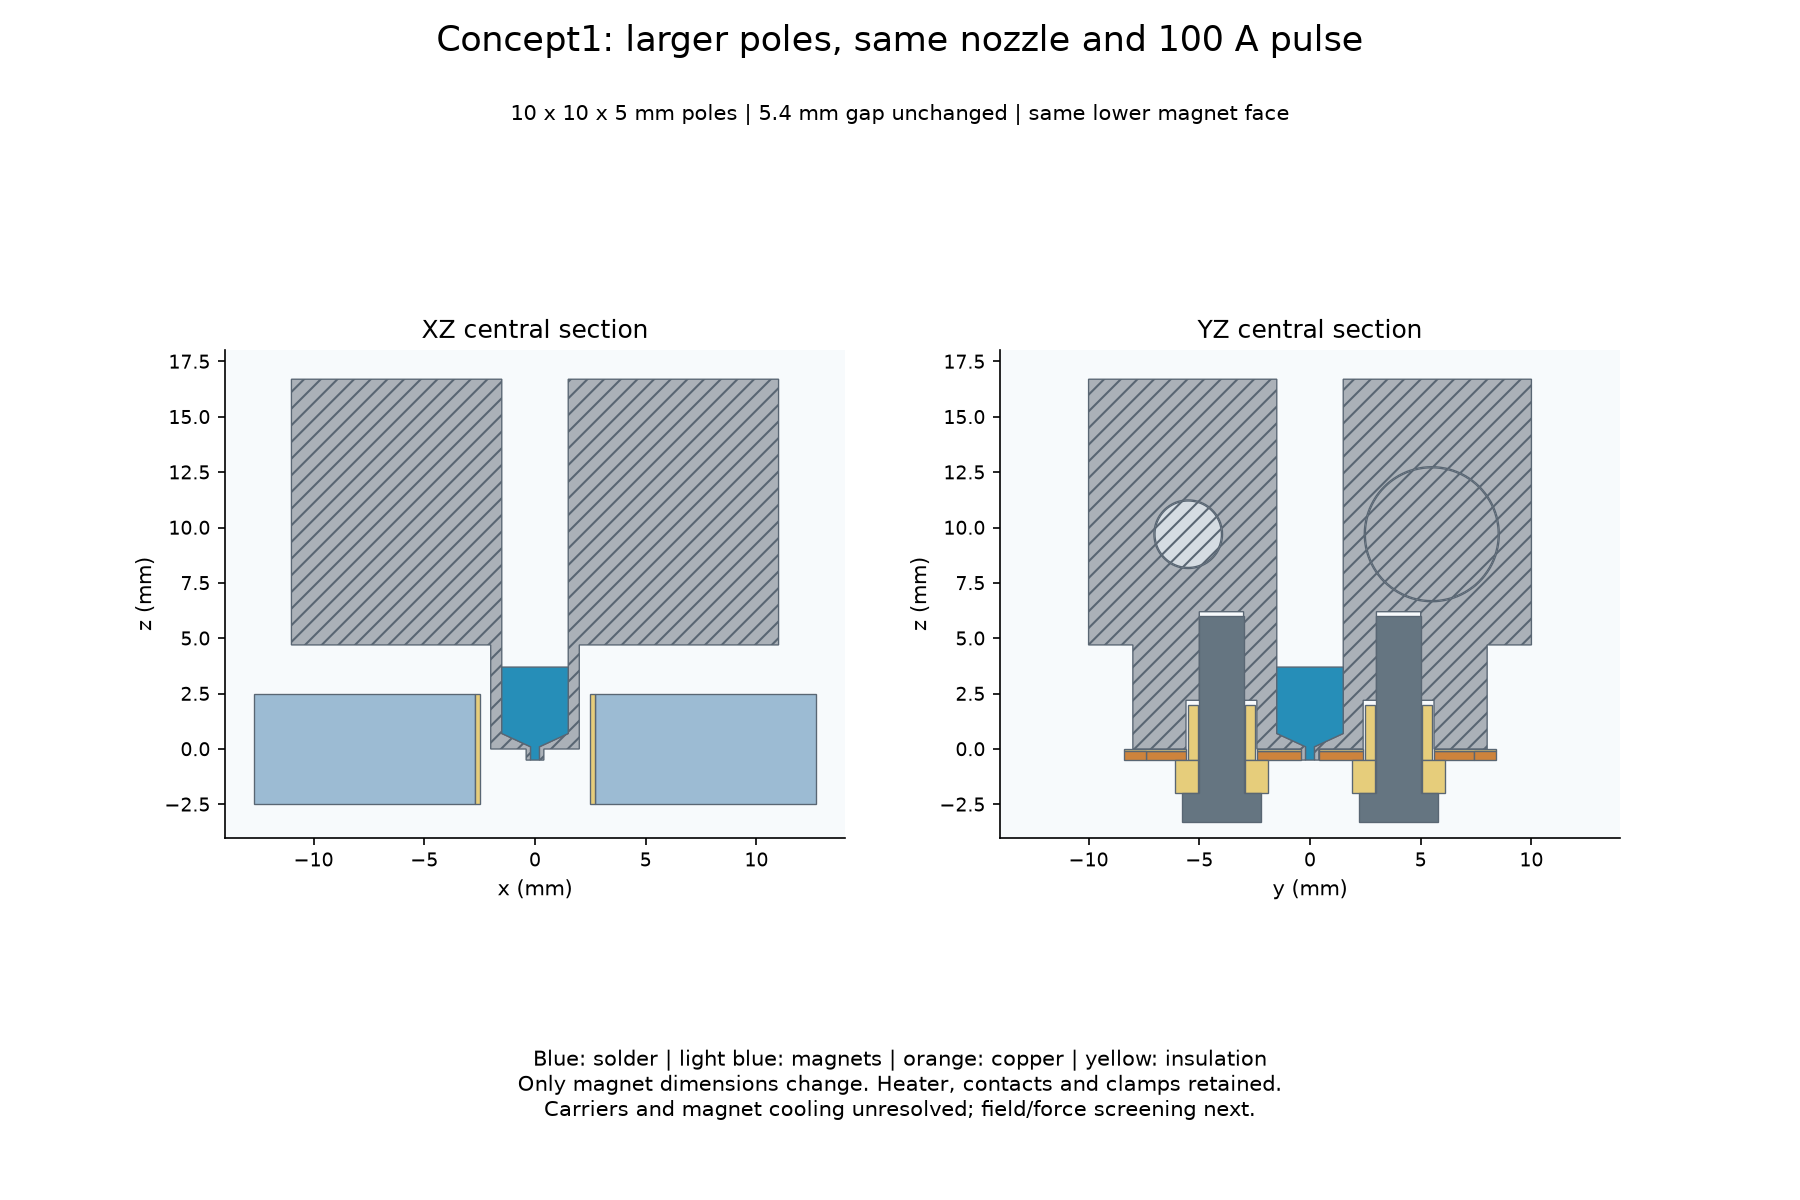 Concept1: larger poles, same nozzle and 100 A pulse
10 x 10 x 5 mm poles | 5.4 mm gap unchanged | same lower magnet face
XZ central section
17.5
15.0
12.5
10.0
7.5
5.0
2.5
0.0
−2.5
z (mm)
−10
−5
0
5
10
x (mm)
YZ central section
17.5
15.0
12.5
10.0
7.5
5.0
2.5
0.0
−2.5
z (mm)
−10
−5
0
5
10
y (mm)
Blue: solder | light blue: magnets | orange: copper | yellow: insulation
Only magnet dimensions change. Heater, contacts and clamps retained.
Carriers and magnet cooling unresolved; field/force screening next.